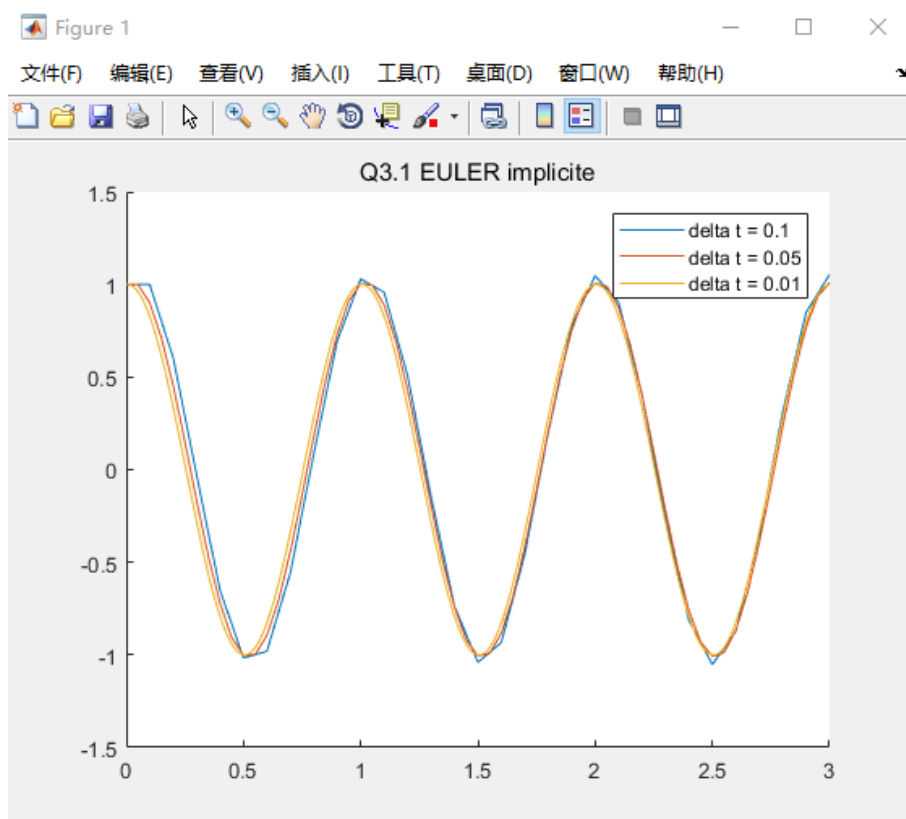 Figure 1
文件(F) 编辑(E) 查看(V) 插入(I) 工具(T) 桌面(D) 窗口(W) 帮助(H)
Q3.1 EULER implicite
1.5
delta t = 0.1
delta t = 0.05
delta t = 0.01
1
0.5
0
-0.5
-1
-1.5
0 0.5 1 1.5 2 2.5 3